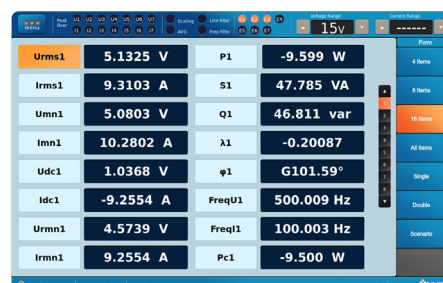 menu
Peak Over
U1 U2 U3 U4 U5 U6 U7
I1 I2 I3 I4 I5 I6 I7
Scaling
AVG
Line Filter
Freq Filter
Voltage Range
15V
Current Range
Form
Urms1 5.1325 V P1 -9.599 W
Irms1 9.3103 A S1 47.785 VA
Umn1 5.0803 V Q1 46.811 var
Imn1 10.2802 A λ1 -0.20087
Udc1 1.0368 V φ1 G101.59°
Idc1 -9.2554 A FreqU1 500.009 Hz
Urmn1 4.5739 V FreqI1 100.003 Hz
Irmn1 9.2554 A Pc1 -9.500 W
4 Items
8 Items
16 Items
All Items
Single
Double
Scenario